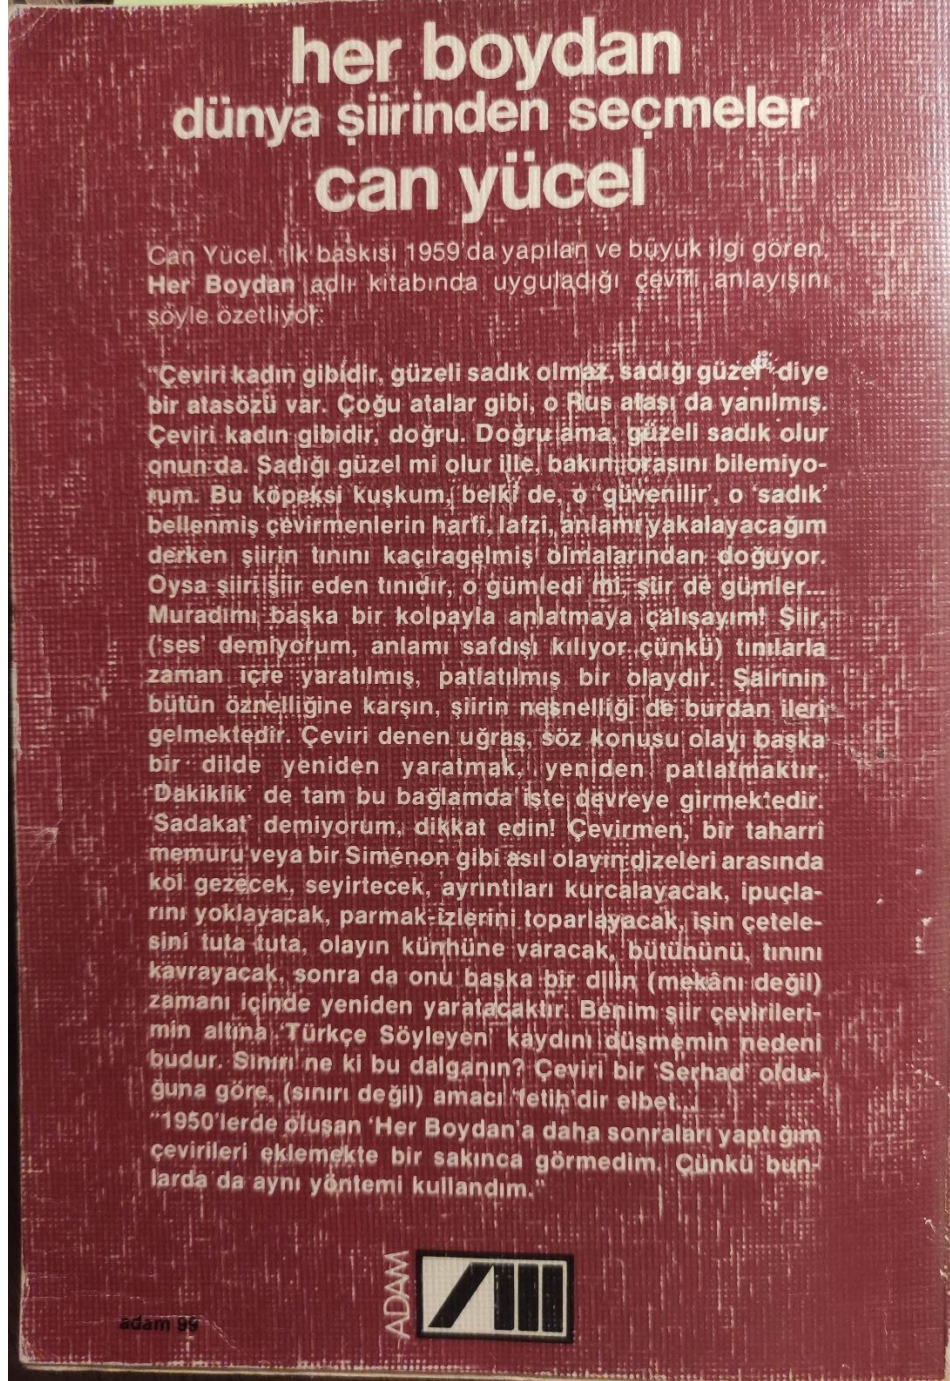 her boydan
dünya şiirinden seçmeler
can yücel
Can Yücel, ilk baskısı 1959'da yapılan ve büyük ilgi gören,
Her Boydan adlı kitabında uyguladığı çeviri anlayışını
şöyle özetliyor:
"Çeviri kadın gibidir, güzeli sadık olmaz, sadığı güzel" diye
bir atasözü var. Çoğu atalar gibi, o Rus atası da yanılmış.
Çeviri kadın gibidir, doğru. Doğru ama, güzeli sadık olur
onun da. Sadığı güzel mi olur ille, bakın orasını bilemiyo-
rum. Bu köpeksi kuşkum, belki de, o 'güvenilir', o 'sadık'
bellenmiş çevirmenlerin harfi, lafzi, anlamı yakalayacağım
derken şiirin tınını kaçıragelmiş olmalarından doğuyor.
Oysa şiiri şiir eden tınıdır, o gümledi mi, şiir de gümler...
Muradımı başka bir kolpayla anlatmaya çalışayım! Şiir,
('ses' demiyorum, anlamı safdışı kılıyor çünkü) tınılarla
zaman içre yaratılmış, patlatılmış bir olaydır. Şairinin
bütün öznelliğine karşın, şiirin nesnelliği de burdan ileri
gelmektedir. Çeviri denen uğraş, söz konusu olayı başka
bir dilde yeniden yaratmak, yeniden patlatmaktır.
'Dakiklik' de tam bu bağlamda işte devreye girmektedir.
'Sadakat' demiyorum, dikkat edin! Çevirmen, bir taharri
memuru veya bir Siménon gibi asıl olayın dizeleri arasında
kol gezecek, seyirtecek, ayrıntıları kurcalayacak, ipuçla-
rını yoklayacak, parmak-izlerini toparlayacak, işin çetele-
sini tuta tuta, olayın künhüne varacak, bütününü, tınını
kavrayacak, sonra da onu başka bir dilin (mekânı değil)
zamanı içinde yeniden yaratacaktır. Benim şiir çevirileri-
min altına 'Türkçe Söyleyen' kaydını düşmemin nedeni
budur. Sınırı ne ki bu dalganın? Çeviri bir 'Serhad' oldu-
ğuna göre, (sınırı değil) amacı 'fetih'dir elbet...
"1950'lerde oluşan 'Her Boydan'a daha sonraları yaptığım
çevirileri eklemekte bir sakınca görmedim. Çünkü bun-
larda da aynı yöntemi kullandım."
ADAM
adam 99